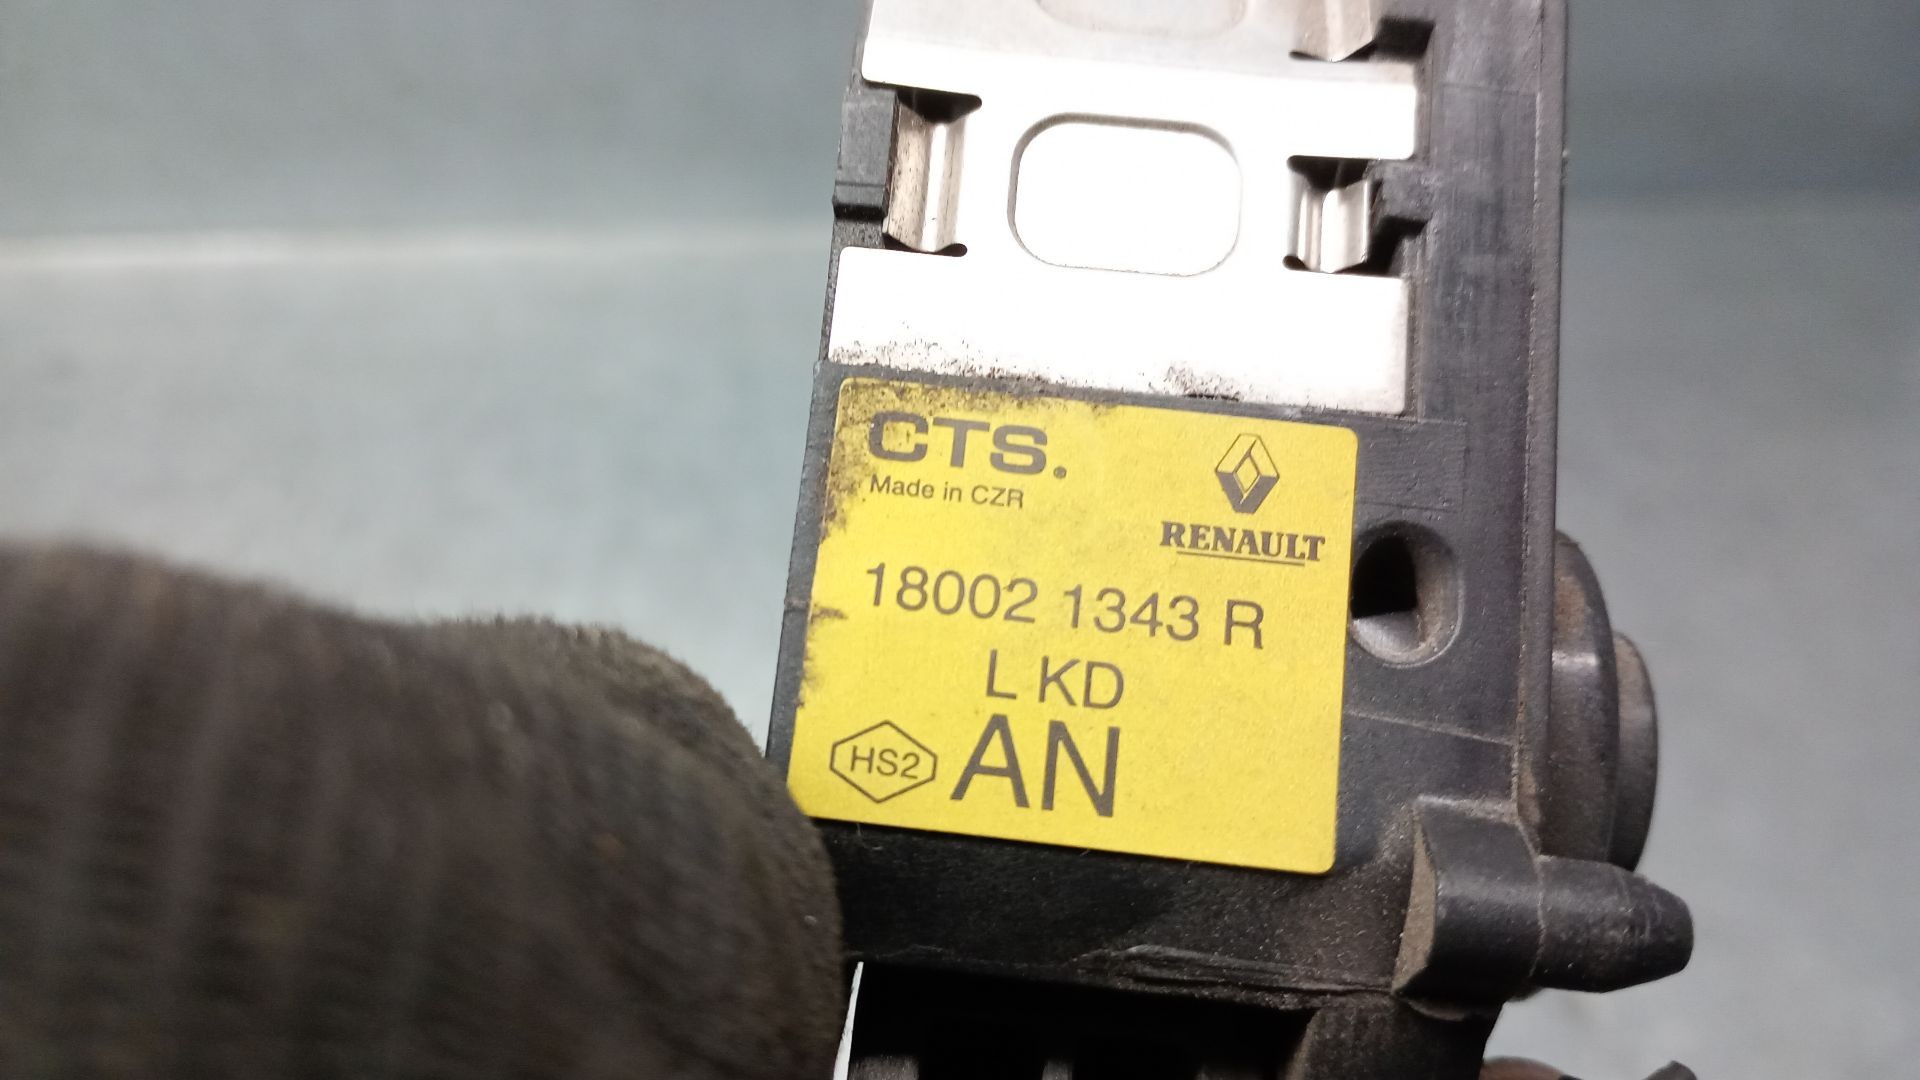 CTS.
Made in CZR
RENAULT
18002 1343 R
L KD
HS2 AN